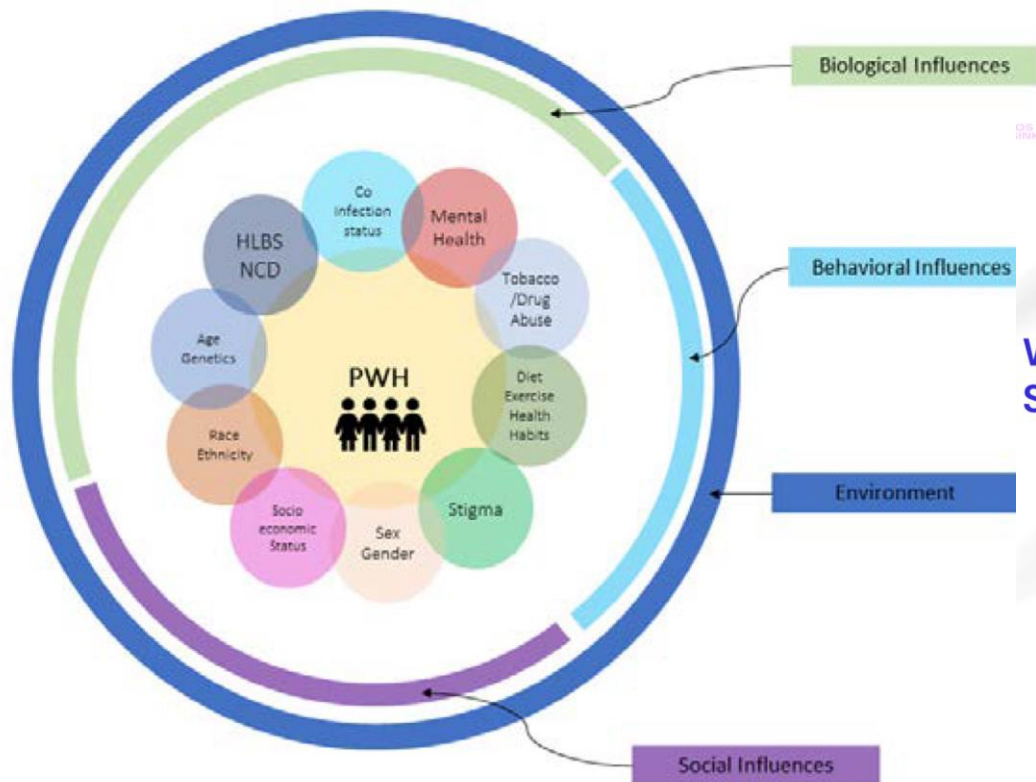 Biological Influences
Co
Infection
status
Mental
Health
HLBS
NCD
Tobacco
/Drug
Abuse
Behavioral Influences
Age
Genetics
PWH
Diet
Exercise
Health
Habits
Race
Ethnicity
Environment
Socio
economic
Status
Stigma
Sex
Gender
Social Influences